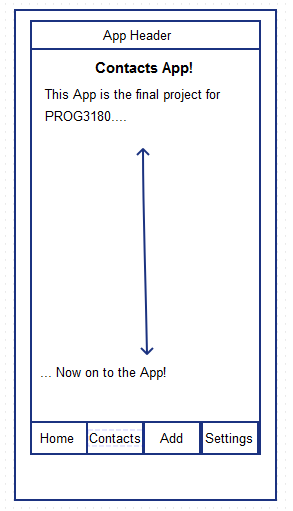 App Header
Contacts App!
This App is the final project for
PROG3180....
... Now on to the App!
Home Contacts Add Settings